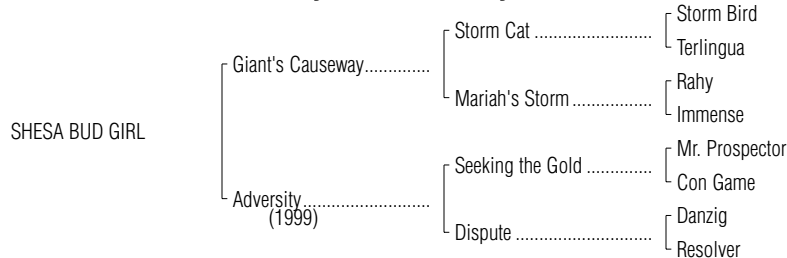 Storm Bird
Storm Cat .........................
Terlingua
Giant's Causeway..............
Rahy
Mariah's Storm .................
Immense
SHESA BUD GIRL
Mr. Prospector
Seeking the Gold ..............
Con Game
Adversity...........................
(1999)
Danzig
Dispute .............................
Resolver